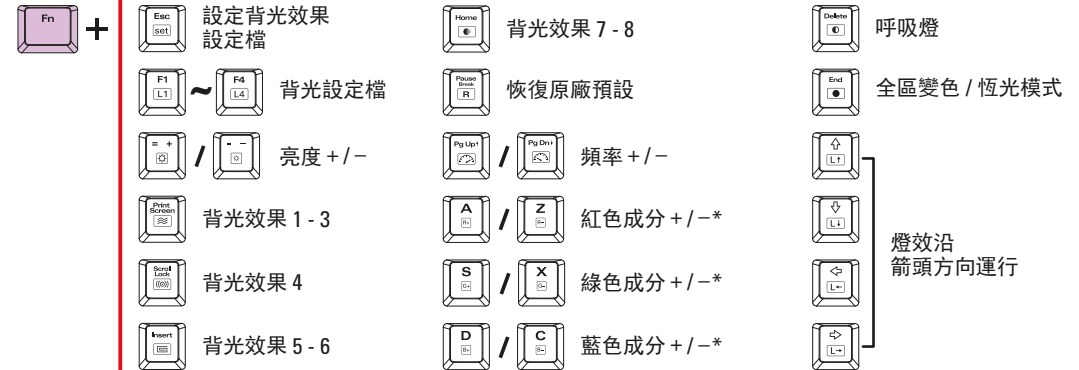 Fn +
Esc set 設定背光效果
設定檔
F1 L1 ~ F4 L4 背光設定檔
= + / - - 亮度 + / −
Print Screen 背光效果 1 - 3
Scroll Lock 背光效果 4
Insert 背光效果 5 - 6
Home 背光效果 7 - 8
Pause Break R 恢復原廠預設
Pg Up / Pg Dn 頻率 + / −
A R+ / Z R- 紅色成分 + / −*
S G+ / X G- 綠色成分 + / −*
D B+ / C B- 藍色成分 + / −*
Delete 呼吸燈
End 全區變色 / 恆光模式
⇧ L↑
⇩ L↓
⇦ L←
⇨ L→
燈效沿
箭頭方向運行